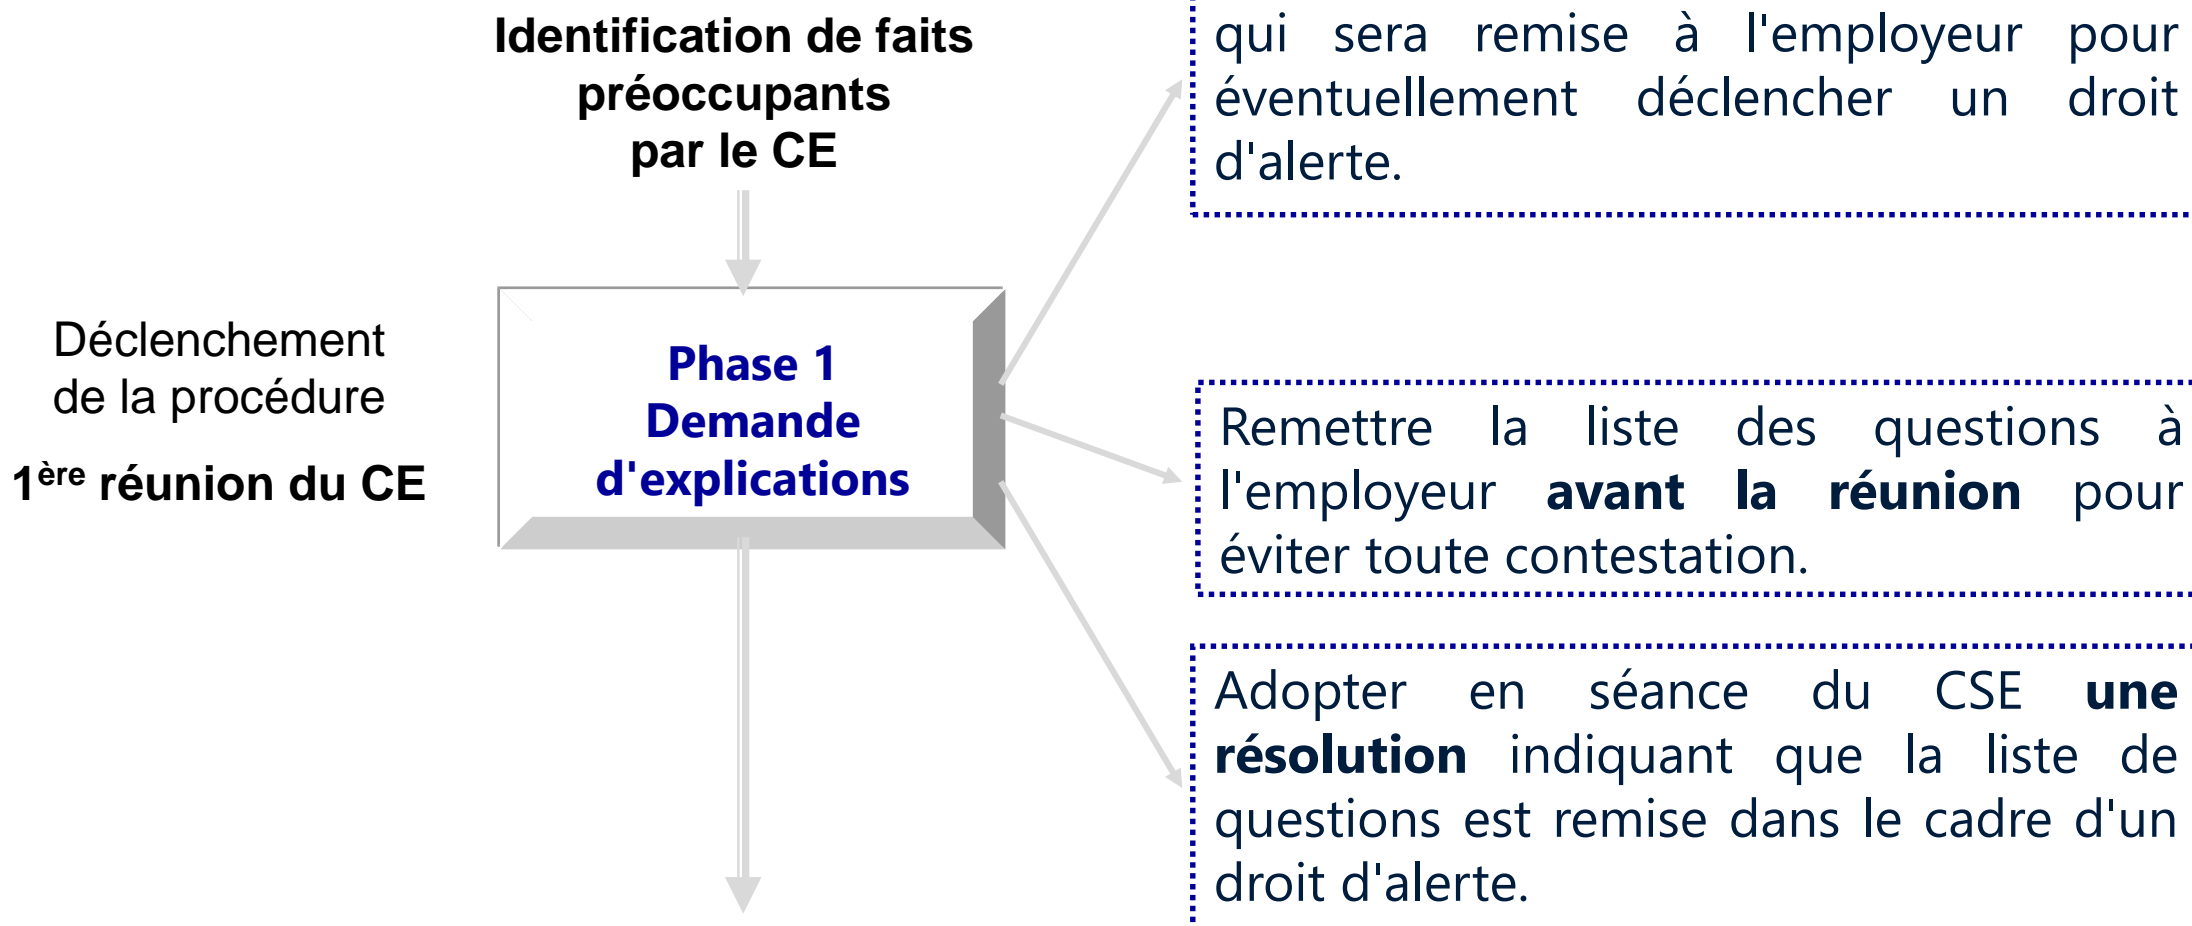 Identification de faits
préoccupants
par le CE
qui sera remise à l'employeur pour
éventuellement déclencher un droit
d'alerte.
Déclenchement
de la procédure
1ère réunion du CE
Phase 1
Demande
d'explications
Remettre la liste des questions à
l'employeur avant la réunion pour
éviter toute contestation.
Adopter en séance du CSE une
résolution indiquant que la liste de
questions est remise dans le cadre d'un
droit d'alerte.